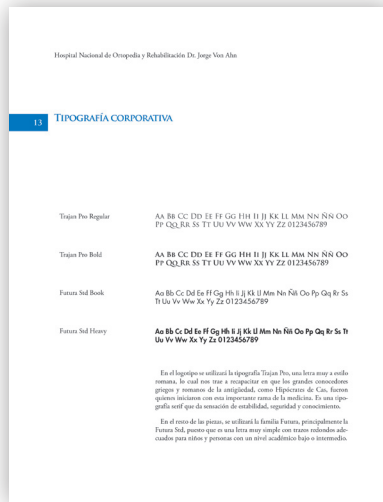 Hospital Nacional de Ortopedia y Rehabilitación Dr. Jorge Von Ahn
13
Tipografía corporativa
Trajan Pro Regular
Aa Bb Cc Dd Ee Ff Gg Hh Ii Jj Kk Ll Mm Nn Ññ Oo
Pp Qq Rr Ss Tt Uu Vv Ww Xx Yy Zz 0123456789
Trajan Pro Bold
Aa Bb Cc Dd Ee Ff Gg Hh Ii Jj Kk Ll Mm Nn Ññ Oo
Pp Qq Rr Ss Tt Uu Vv Ww Xx Yy Zz 0123456789
Futura Std Book
Aa Bb Cc Dd Ee Ff Gg Hh Ii Jj Kk Ll Mm Nn Ññ Oo Pp Qq Rr Ss
Tt Uu Vv Ww Xx Yy Zz 0123456789
Futura Std Heavy
Aa Bb Cc Dd Ee Ff Gg Hh Ii Jj Kk Ll Mm Nn Ññ Oo Pp Qq Rr Ss Tt
Uu Vv Ww Xx Yy Zz 0123456789
En el logotipo se utilizará la tipografía Trajan Pro, una letra muy a estilo
romana, lo cual nos trae a recapacitar en que los grandes conocedores
griegos y romanos de la antigüedad, como Hipócrates de Cos, fueron
quienes iniciaron con esta importante rama de la medicina. Es una tipo-
grafía serif que da sensación de estabilidad, seguridad y conocimiento.
En el resto de las piezas, se utilizará la familia Futura, principalmente la
Futura Std, puesto que es una letra muy simple con trazos redondos ade-
cuados para niños y personas con un nivel académico bajo o intermedio.